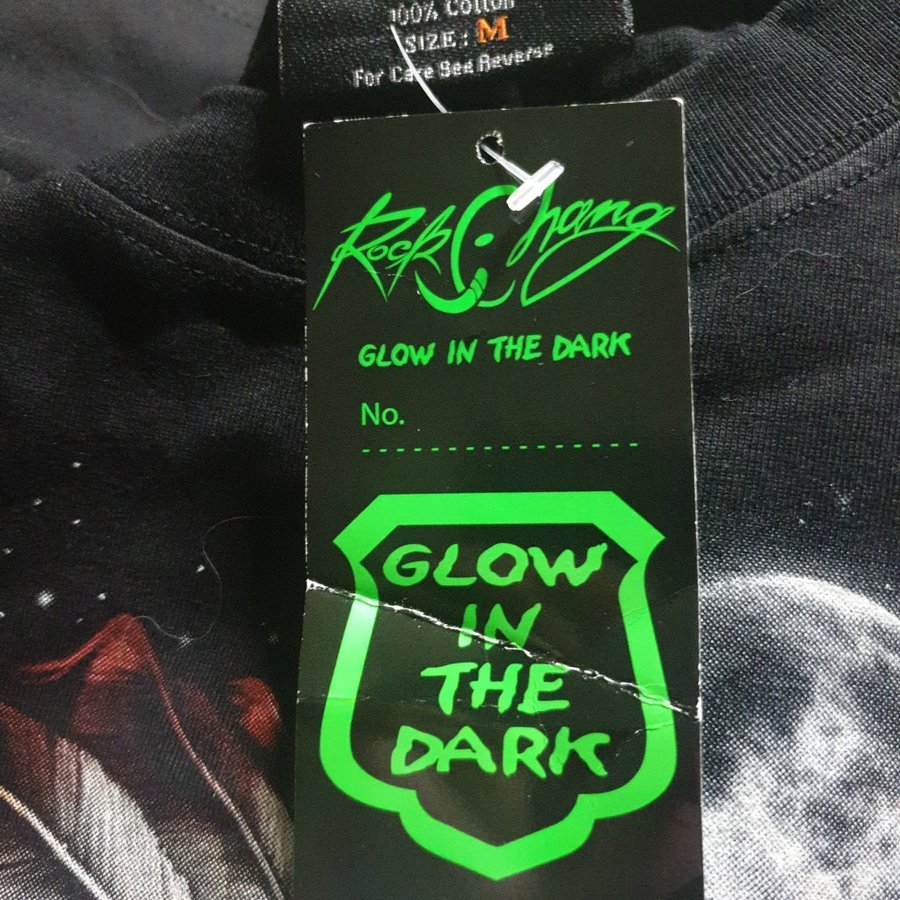 100% Cotton
SIZE : M
For Care See Reverse
Rock Chang
GLOW IN THE DARK
No.
GLOW
IN
THE
DARK